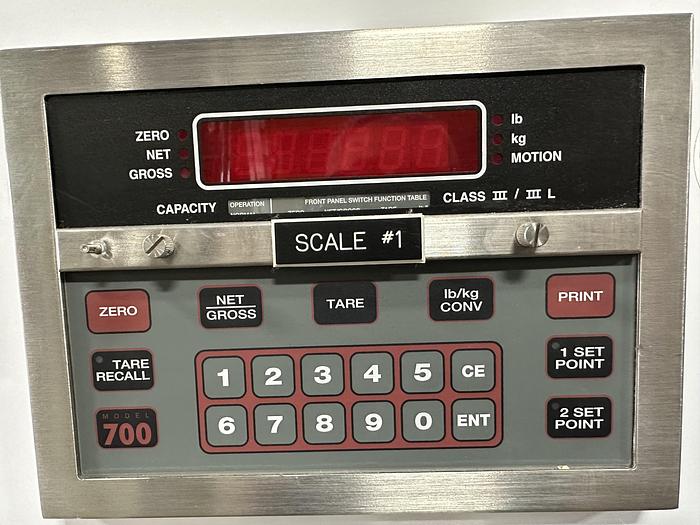 ZERO
NET
GROSS
lb
kg
MOTION
CAPACITY
OPERATION
FRONT PANEL SWITCH FUNCTION TABLE
CLASS III / III L
SCALE #1
ZERO
NET
GROSS
TARE
lb/kg
CONV
PRINT
TARE
RECALL
1 2 3 4 5 CE
1 SET
POINT
MODEL
700
6 7 8 9 0 ENT
2 SET
POINT